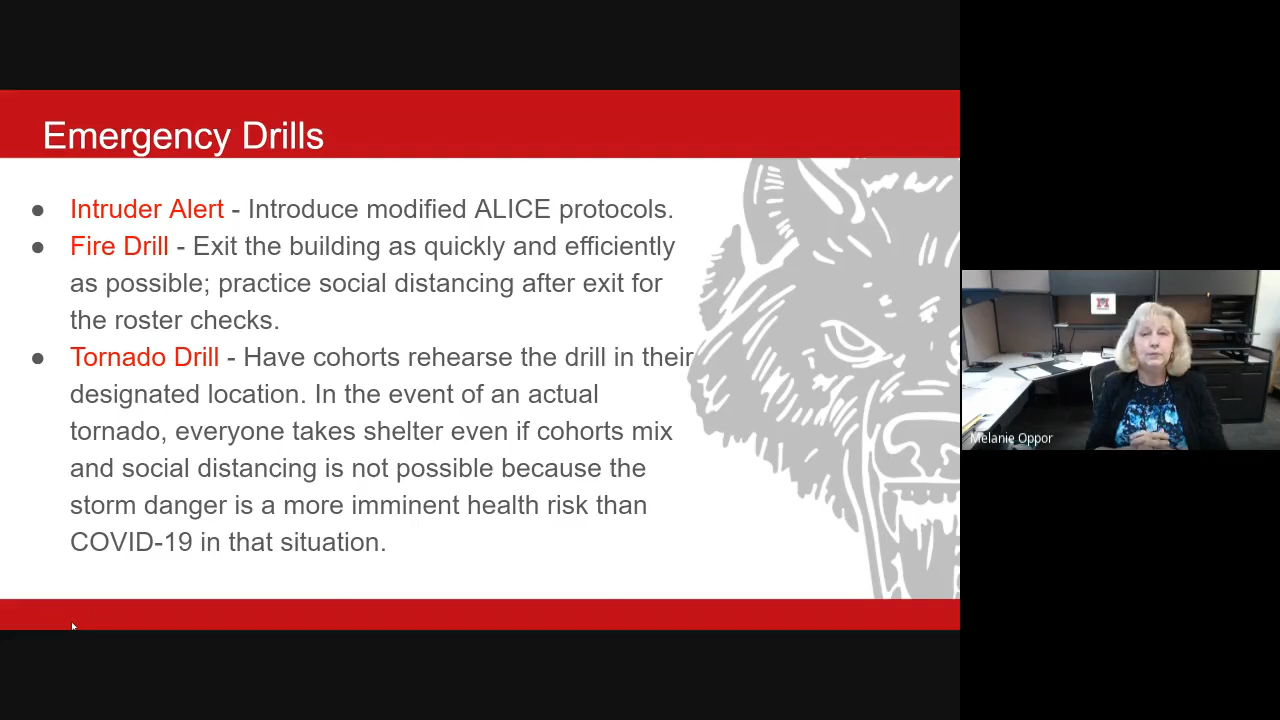 Emergency Drills
● Intruder Alert - Introduce modified ALICE protocols.
● Fire Drill - Exit the building as quickly and efficiently
as possible; practice social distancing after exit for
the roster checks.
● Tornado Drill - Have cohorts rehearse the drill in their
designated location. In the event of an actual
tornado, everyone takes shelter even if cohorts mix
and social distancing is not possible because the
storm danger is a more imminent health risk than
COVID-19 in that situation.
Melanie Oppor